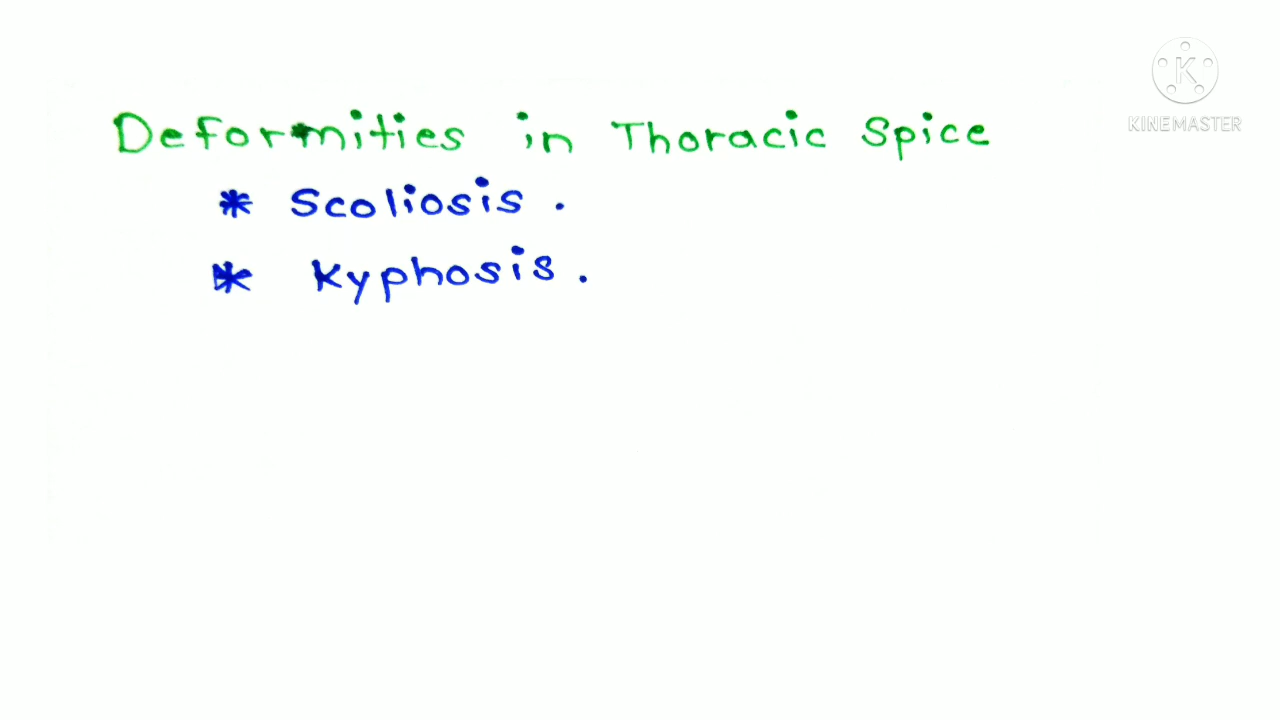 Deformities in Thoracic Spice
* Scoliosis.
* Kyphosis.
K
KINEMASTER